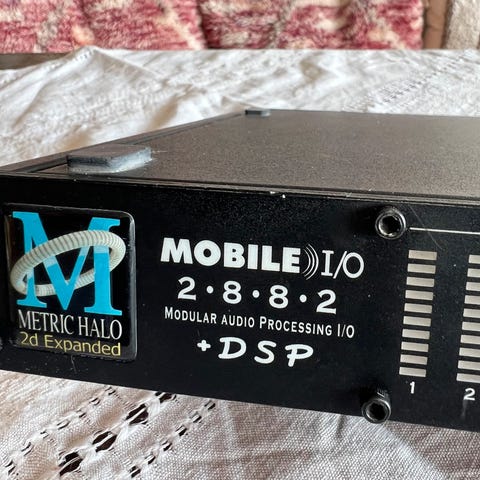 M
METRIC HALO
2d Expanded
MOBILE I/O
2·8·8·2
MODULAR AUDIO PROCESSING I/O
+DSP
1 2